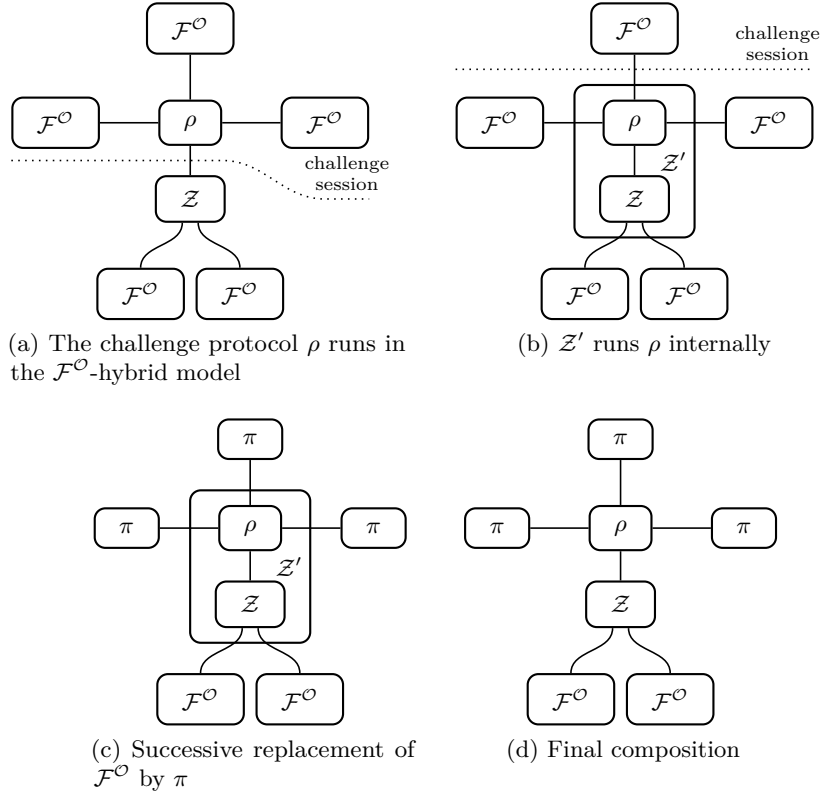 𝓕^𝒪
challenge
session
𝓕^𝒪 ρ 𝓕^𝒪
𝒵
𝓕^𝒪 𝓕^𝒪
(a) The challenge protocol ρ runs in
the 𝓕^𝒪-hybrid model
𝓕^𝒪
challenge
session
𝓕^𝒪 ρ 𝓕^𝒪
𝒵′
𝒵
𝓕^𝒪 𝓕^𝒪
(b) 𝒵′ runs ρ internally
π
π ρ π
𝒵′
𝒵
𝓕^𝒪 𝓕^𝒪
(c) Successive replacement of
𝓕^𝒪 by π
π
π ρ π
𝒵
𝓕^𝒪 𝓕^𝒪
(d) Final composition